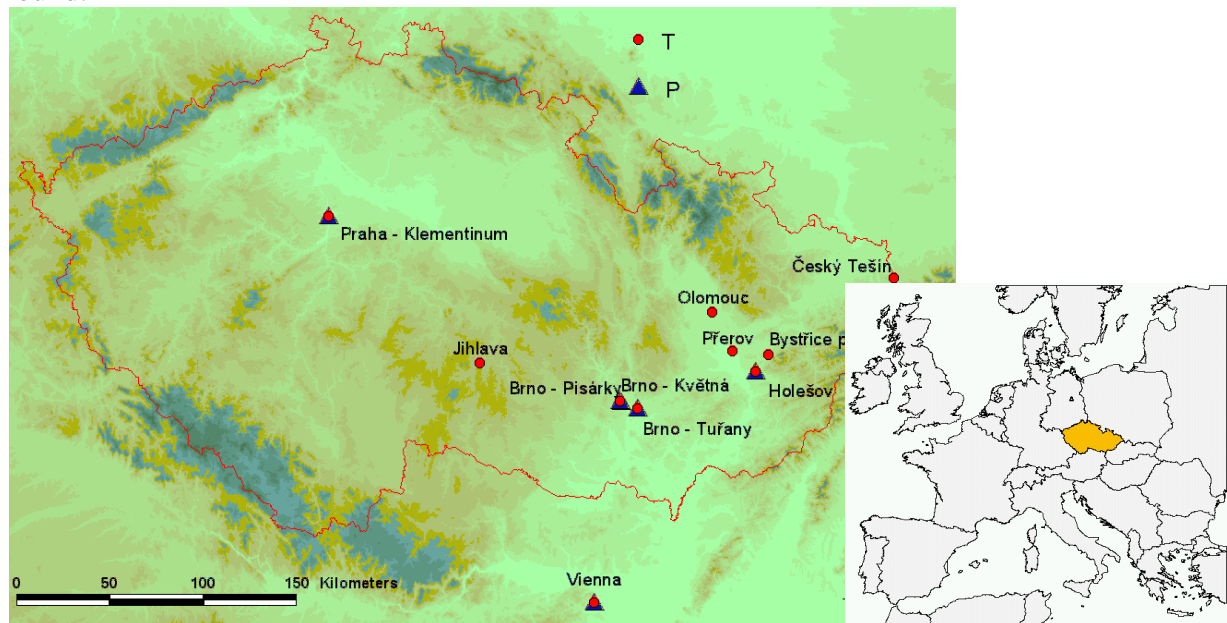 T
P
Praha - Klementinum
Český Tešín
Olomouc
Přerov
Bystřice p
Jihlava
Holešov
Brno - Pisárky
Brno - Květná
Brno - Tuřany
Vienna
0 50 100 150 Kilometers